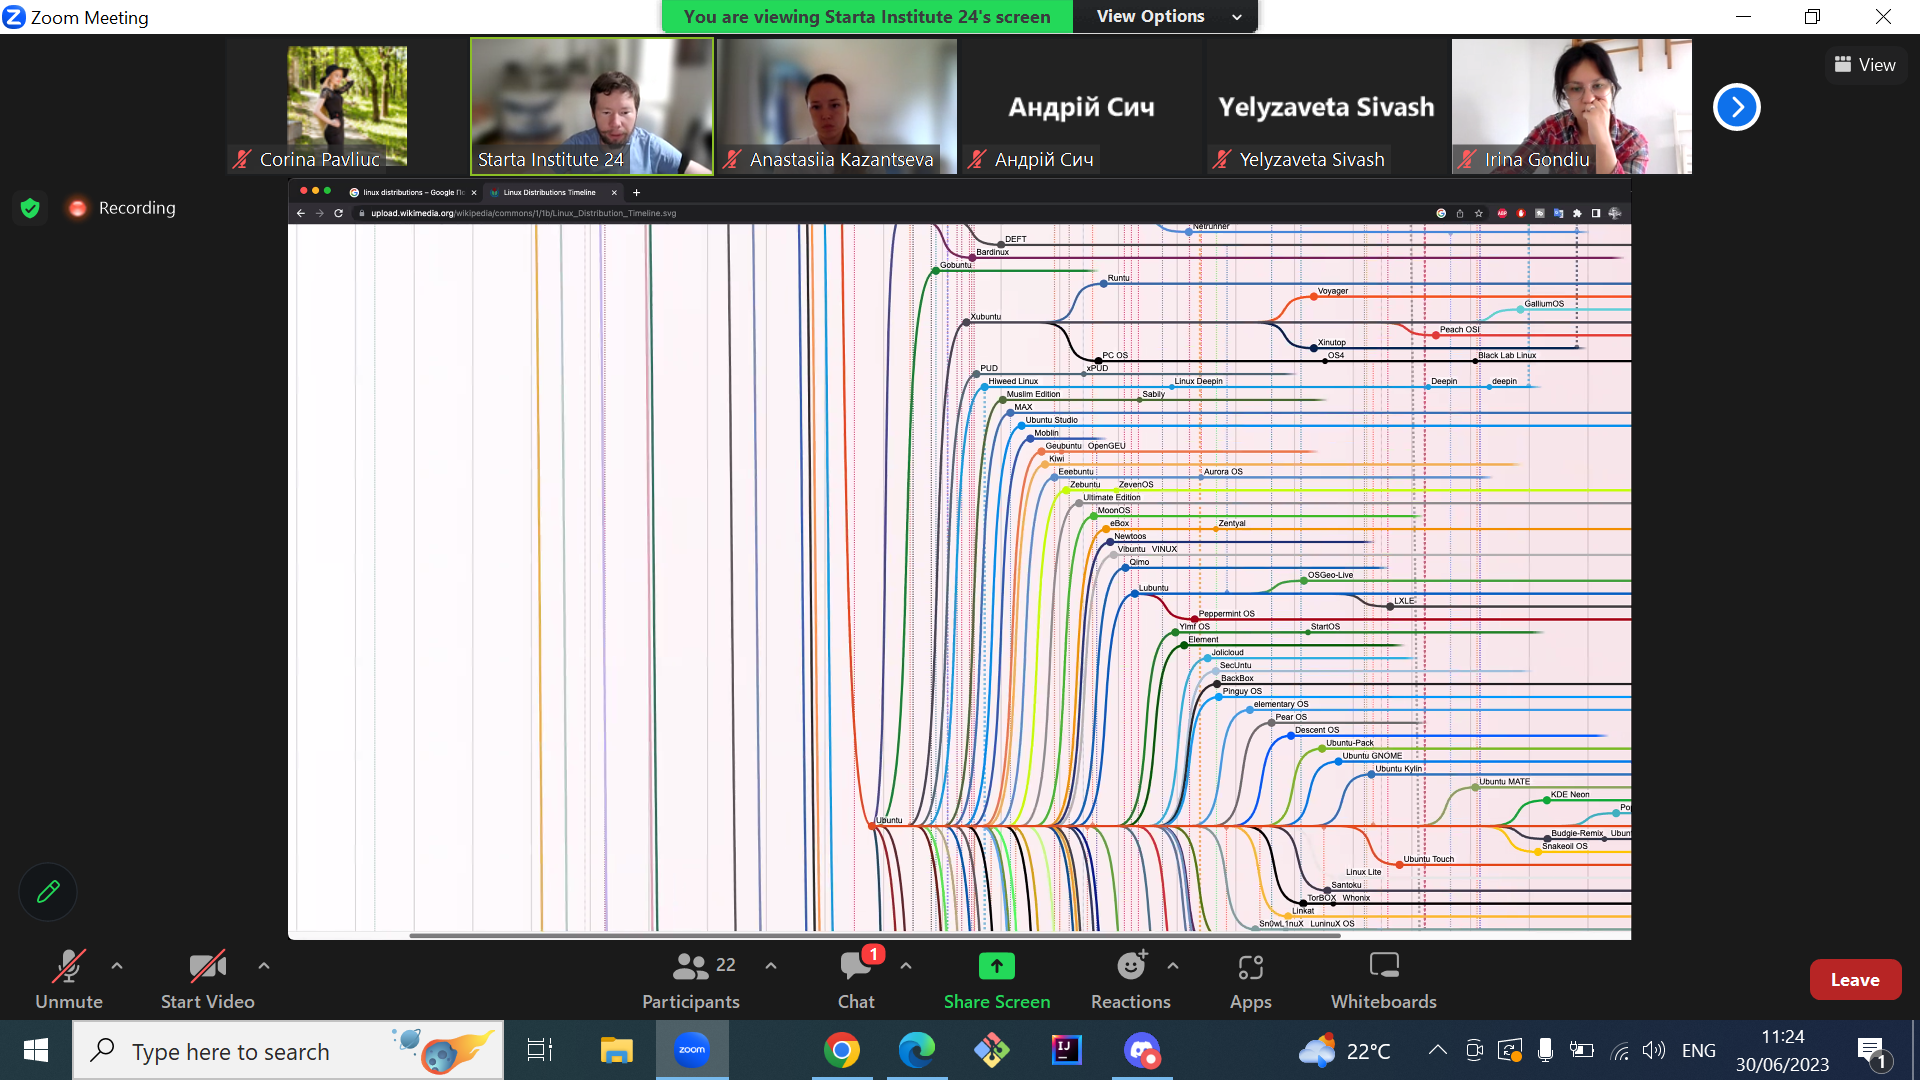 Zoom Meeting
You are viewing Starta Institute 24's screen
View Options
View
Corina Pavliuc
Starta Institute 24
Anastasiia Kazantseva
Андрій Сич
Андрій Сич
Yelyzaveta Sivash
Yelyzaveta Sivash
Irina Gondiu
Recording
linux distributions – Google
Linux Distributions Timeline
upload.wikimedia.org/wikipedia/commons/1/1b/Linux_Distribution_Timeline.svg
Netrunner
DEFT
Bardinux
Gobuntu
Runtu
Voyager
GalliumOS
Xubuntu
Peach OSI
Xinutop
PC OS
OS4
Black Lab Linux
PUD
xPUD
Hiweed Linux
Linux Deepin
Deepin
deepin
Muslim Edition
Sabily
MAX
Ubuntu Studio
Moblin
Geubuntu
OpenGEU
Kiwi
Eeebuntu
Aurora OS
Zebuntu
ZevenOS
Ultimate Edition
MoonOS
eBox
Zentyal
Newtoos
Vibuntu
VINUX
Qimo
OSGeo-Live
Lubuntu
LXLE
Peppermint OS
Ylmf OS
StartOS
Element
Jolicloud
SecUntu
BackBox
Pinguy OS
elementary OS
Pear OS
Descent OS
Ubuntu-Pack
Ubuntu GNOME
Ubuntu Kylin
Ubuntu MATE
KDE Neon
Ubuntu
Budgie-Remix
Snakeoil OS
Ubuntu Touch
Linux Lite
Santoku
TorBOX
Whonix
Linkat
Sn0wL1nuX
LuninuX OS
Unmute
Start Video
22
Participants
1
Chat
Share Screen
Reactions
Apps
Whiteboards
Leave
Type here to search
zoom
IJ
22°C
ENG
11:24
30/06/2023
1